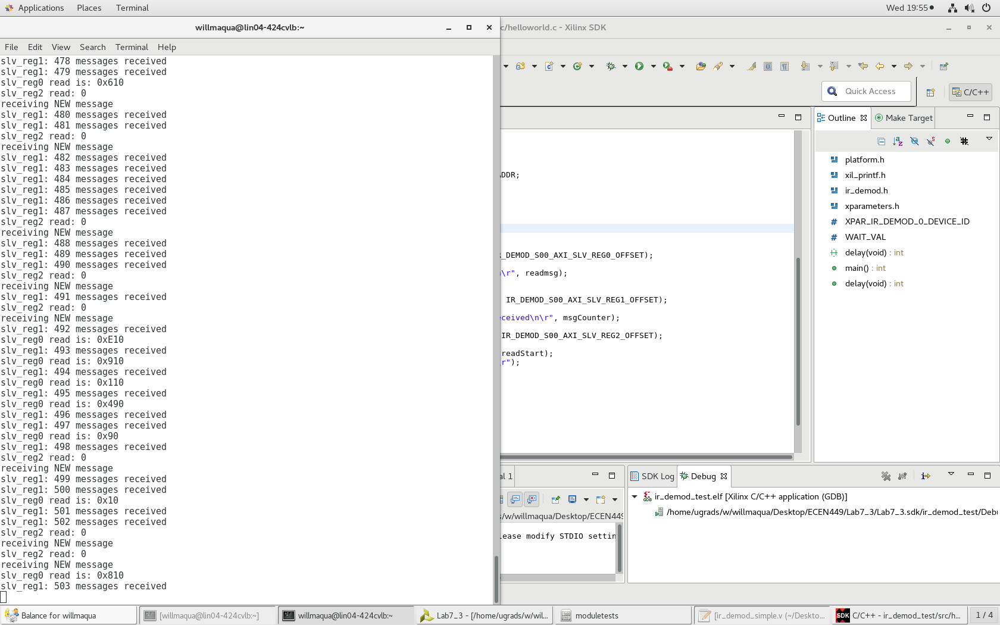 Applications Places Terminal Wed 19:55
willmaqua@lin04-424cvlb:~
File Edit View Search Terminal Help
slv_reg1: 478 messages received
slv_reg1: 479 messages received
slv_reg0 read is: 0x610
slv_reg2 read: 0
receiving NEW message
slv_reg1: 480 messages received
slv_reg1: 481 messages received
slv_reg2 read: 0
receiving NEW message
slv_reg1: 482 messages received
slv_reg1: 483 messages received
slv_reg1: 484 messages received
slv_reg1: 485 messages received
slv_reg1: 486 messages received
slv_reg1: 487 messages received
slv_reg2 read: 0
receiving NEW message
slv_reg1: 488 messages received
slv_reg1: 489 messages received
slv_reg1: 490 messages received
slv_reg2 read: 0
receiving NEW message
slv_reg1: 491 messages received
slv_reg2 read: 0
receiving NEW message
slv_reg1: 492 messages received
slv_reg0 read is: 0xE10
slv_reg1: 493 messages received
slv_reg0 read is: 0x910
slv_reg1: 494 messages received
slv_reg0 read is: 0x110
slv_reg1: 495 messages received
slv_reg0 read is: 0x490
slv_reg1: 496 messages received
slv_reg1: 497 messages received
slv_reg0 read is: 0x90
slv_reg1: 498 messages received
slv_reg2 read: 0
receiving NEW message
slv_reg1: 499 messages received
slv_reg1: 500 messages received
slv_reg0 read is: 0x10
slv_reg1: 501 messages received
slv_reg1: 502 messages received
slv_reg2 read: 0
receiving NEW message
slv_reg2 read: 0
receiving NEW message
slv_reg0 read is: 0x810
slv_reg1: 503 messages received
c/helloworld.c - Xilinx SDK
Quick Access
C/C++
ADDR;
R_DEMOD_S00_AXI_SLV_REG0_OFFSET);
\r", readmsg);
IR_DEMOD_S00_AXI_SLV_REG1_OFFSET);
eceived\n\r", msgCounter);
IR_DEMOD_S00_AXI_SLV_REG2_OFFSET);
readStart);
r");
Outline Make Target
platform.h
xil_printf.h
ir_demod.h
xparameters.h
# XPAR_IR_DEMOD_0_DEVICE_ID
# WAIT_VAL
delay(void) : int
main() : int
delay(void) : int
al 1
s/w/willmaqua/Desktop/ECEN449
lease modify STDIO settin
SDK Log Debug
ir_demod_test.elf [Xilinx C/C++ application (GDB)]
/home/ugrads/w/willmaqua/Desktop/ECEN449/Lab7_3/Lab7_3.sdk/ir_demod_test/Debu
Balance for willmaqua [willmaqua@lin04-424cvlb:~] willmaqua@lin04-424cvlb:~ Lab7_3 - [/home/ugrads/w/wil... moduletests [ir_demod_simple.v (~/Deskto... SDK C/C++ - ir_demod_test/src/h... 1 / 4